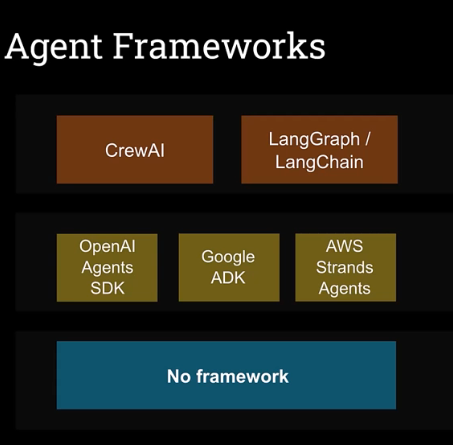 Agent Frameworks
CrewAI
LangGraph /
LangChain
OpenAI
Agents
SDK
Google
ADK
AWS
Strands
Agents
No framework